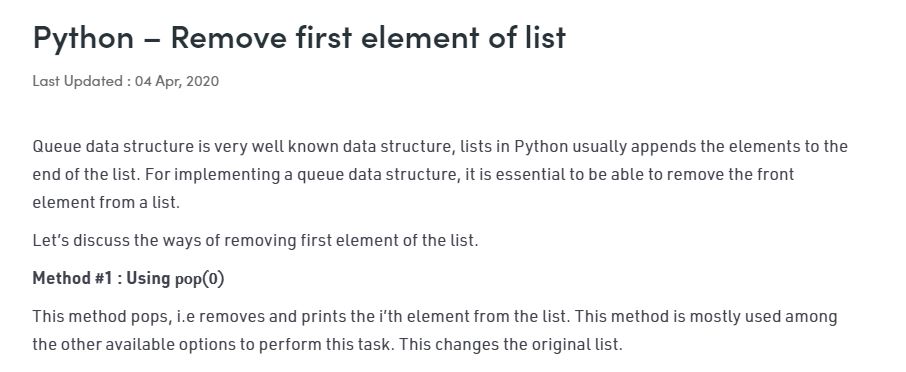 Python – Remove first element of list
Last Updated : 04 Apr, 2020
Queue data structure is very well known data structure, lists in Python usually appends the elements to the
end of the list. For implementing a queue data structure, it is essential to be able to remove the front
element from a list.
Let's discuss the ways of removing first element of the list.
Method #1 : Using pop(0)
This method pops, i.e removes and prints the i'th element from the list. This method is mostly used among
the other available options to perform this task. This changes the original list.